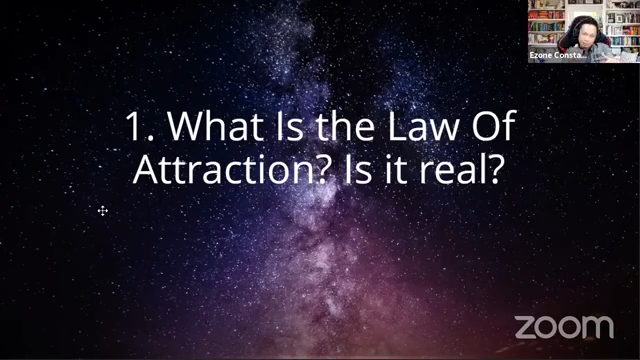 Ezone Consta...
1. What Is the Law Of
Attraction? Is it real?
zoom